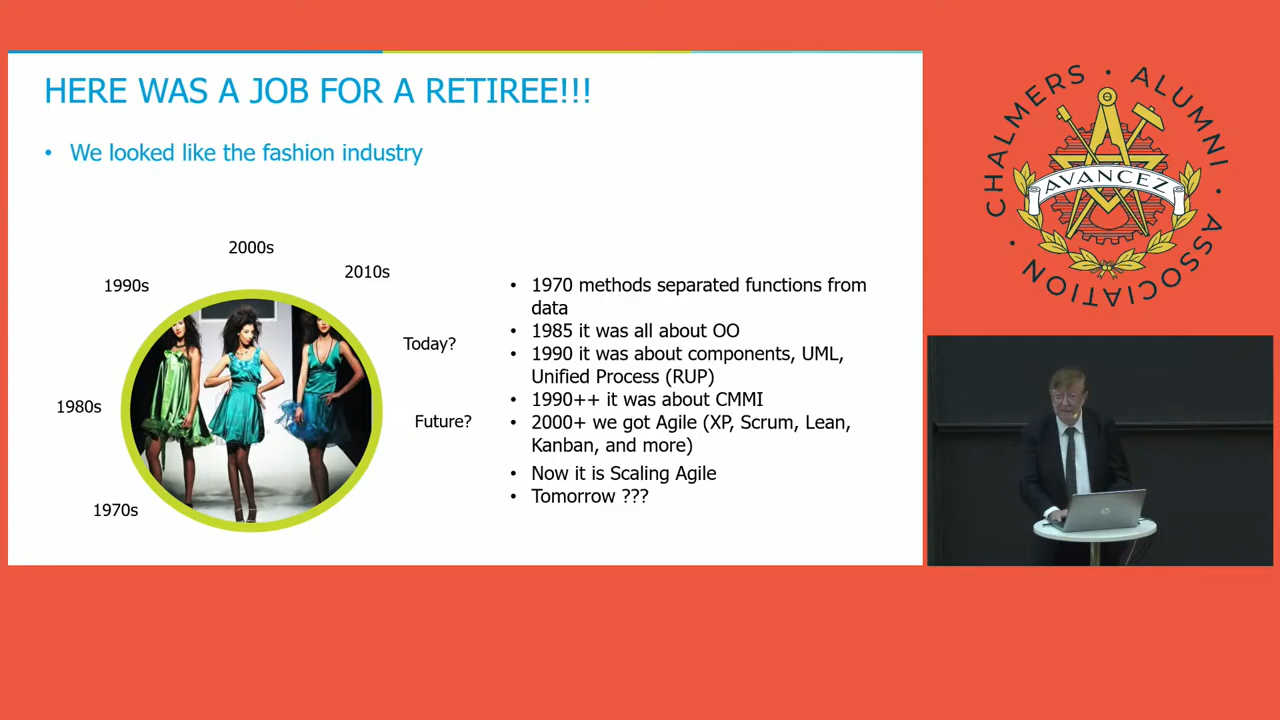 HERE WAS A JOB FOR A RETIREE!!!
• We looked like the fashion industry
2000s
2010s
1990s
Today?
1980s
Future?
1970s
• 1970 methods separated functions from
data
• 1985 it was all about OO
• 1990 it was about components, UML,
Unified Process (RUP)
• 1990++ it was about CMMI
• 2000+ we got Agile (XP, Scrum, Lean,
Kanban, and more)
• Now it is Scaling Agile
• Tomorrow ???
CHALMERS • ALUMNI • ASSOCIATION •
AVANCEZ
hp